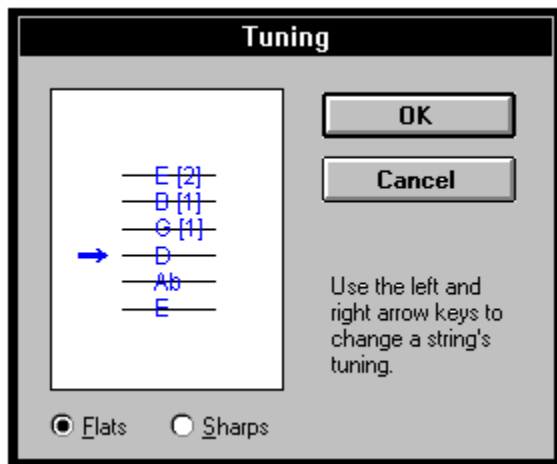 Tuning
E [2]
B [1]
G [1]
D
Ab
E
OK
Cancel
Use the left and
right arrow keys to
change a string's
tuning.
Flats
Sharps